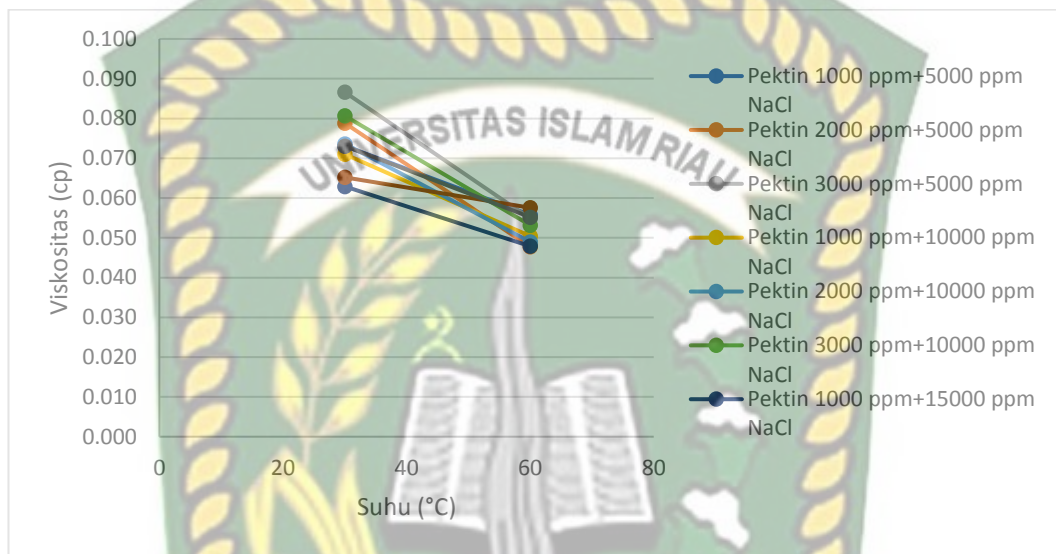 0.100
0.090
0.080
0.070
0.060
0.050
0.040
0.030
0.020
0.010
0.000
Viskositas (cp)
0 20 40 60 80
Suhu (°C)
UNIVERSITAS ISLAM RIAU
Pektin 1000 ppm+5000 ppm
NaCl
Pektin 2000 ppm+5000 ppm
NaCl
Pektin 3000 ppm+5000 ppm
NaCl
Pektin 1000 ppm+10000 ppm
NaCl
Pektin 2000 ppm+10000 ppm
NaCl
Pektin 3000 ppm+10000 ppm
NaCl
Pektin 1000 ppm+15000 ppm
NaCl